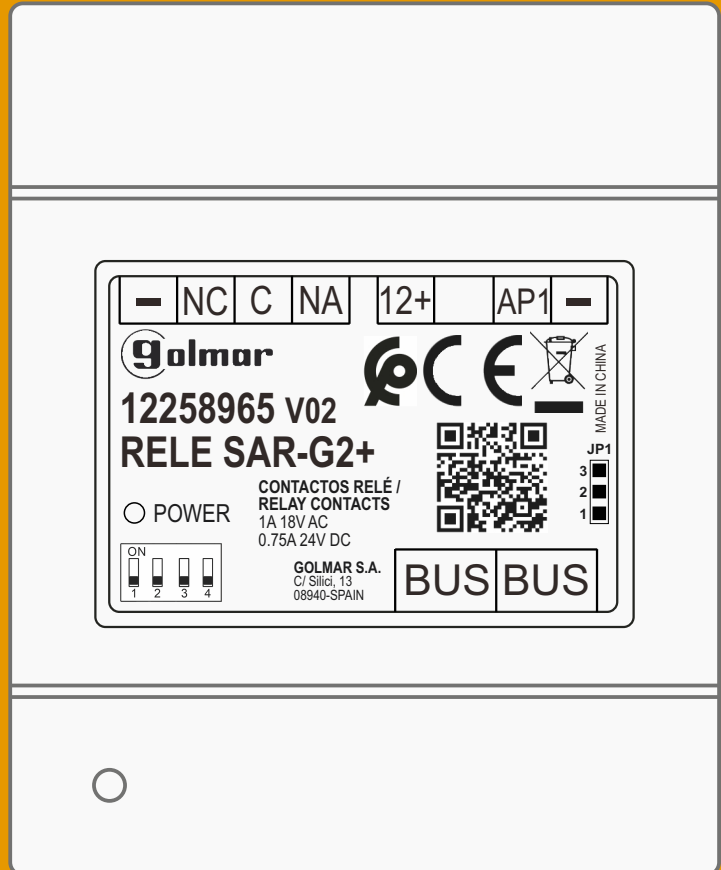 – NC C NA 12+ AP1 –
golmar
CE
MADE IN CHINA
12258965 V02
RELE SAR-G2+
JP1
3
2
1
CONTACTOS RELÉ /
RELAY CONTACTS
1A 18V AC
0.75A 24V DC
POWER
ON
1 2 3 4
GOLMAR S.A.
C/ Silici, 13
08940-SPAIN
BUS BUS